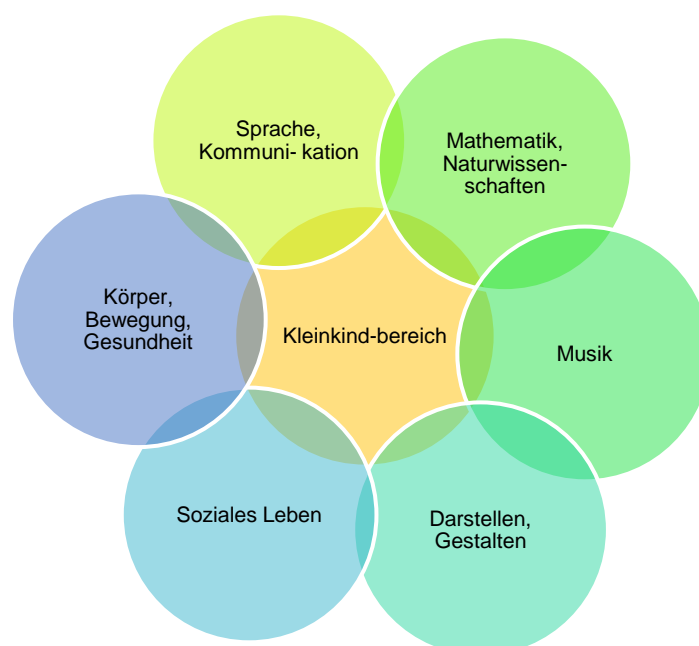 Sprache,
Kommuni- kation
Mathematik,
Naturwissen-
schaften
Körper,
Bewegung,
Gesundheit
Kleinkind-bereich
Musik
Soziales Leben
Darstellen,
Gestalten